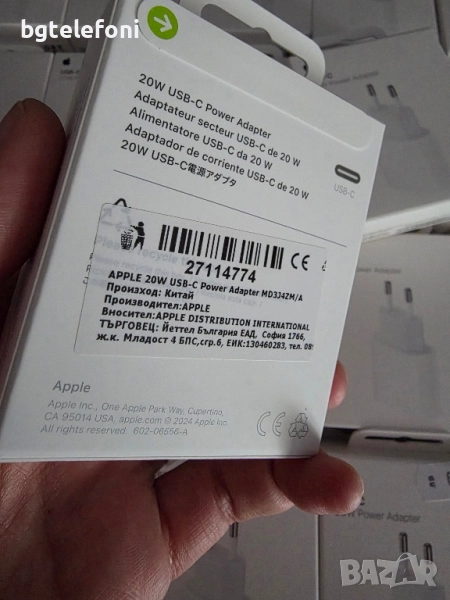 bgtelefoni
20W USB-C Power Adapter
Adaptateur secteur USB-C de 20 W
Alimentatore USB-C da 20 W
Adaptador de corriente USB-C de 20 W
20W USB-C電源アダプタ
USB-C
Please recycle
27114774
APPLE 20W USB-C Power Adapter MD3J4ZM/A
Произход: Китай
Производител:APPLE
Вносител:APPLE DISTRIBUTION INTERNATIONAL
ТЪРГОВЕЦ: Йеттел България ЕАД, София 1766,
ж.к. Младост 4 БПС,сгр.6, ЕИК:130460283, тел. 089
Apple
Apple Inc., One Apple Park Way, Cupertino,
CA 95014 USA, apple.com © 2024 Apple Inc.
All rights reserved. 602-06556-A
CE
Power Adapter
BAZAR